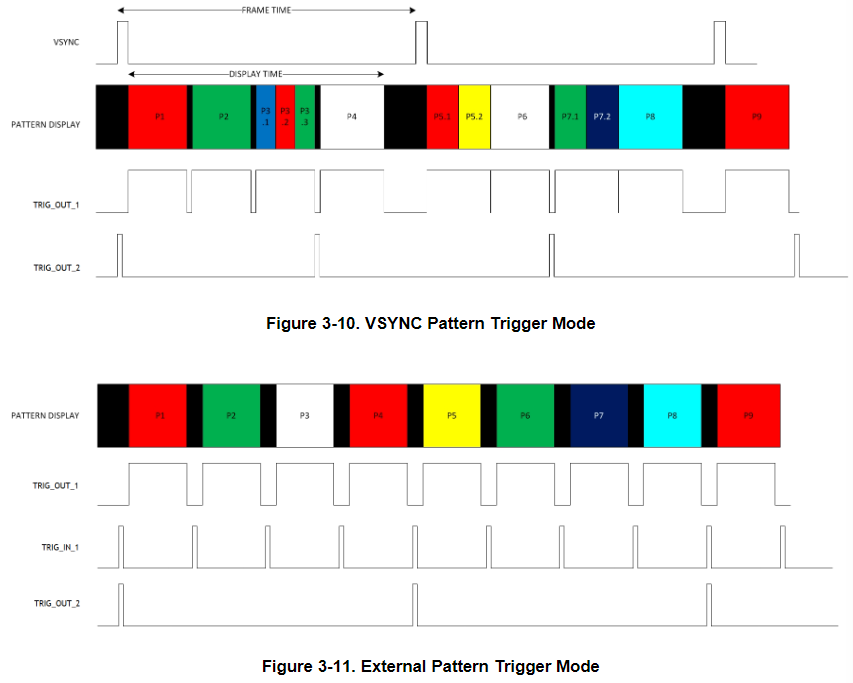 FRAME TIME
VSYNC
DISPLAY TIME
PATTERN DISPLAY
P1
P2
P3
.1
P3
.2
P3
.3
P4
P5.1
P5.2
P6
P7.1
P7.2
P8
P9
TRIG_OUT_1
TRIG_OUT_2
Figure 3-10. VSYNC Pattern Trigger Mode
PATTERN DISPLAY
P1
P2
P3
P4
P5
P6
P7
P8
P9
TRIG_OUT_1
TRIG_IN_1
TRIG_OUT_2
Figure 3-11. External Pattern Trigger Mode